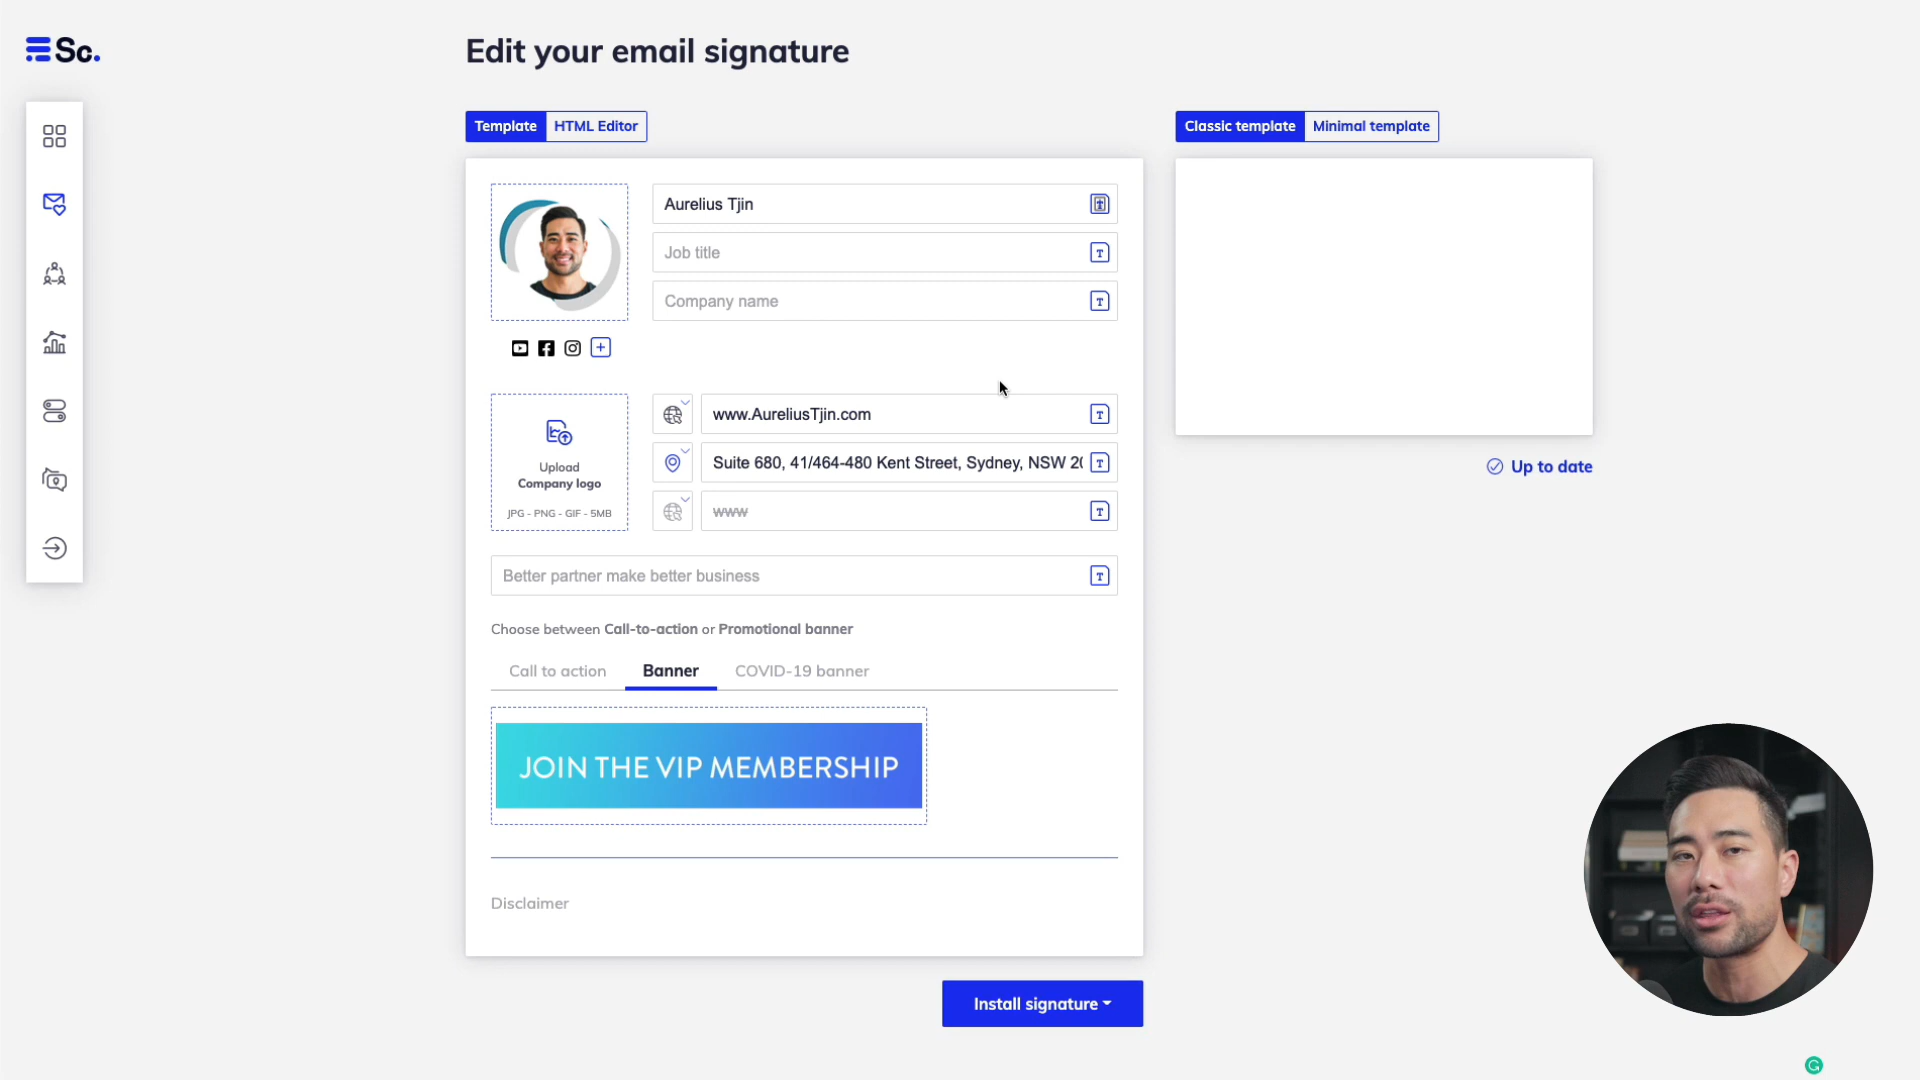 Sc.
Edit your email signature
Template HTML Editor
Classic template Minimal template
Aurelius Tjin
Job title
Company name
www.AureliusTjin.com
Upload
Company logo
JPG - PNG - GIF - 5MB
Suite 680, 41/464-480 Kent Street, Sydney, NSW 20
www
Up to date
Better partner make better business
Choose between Call-to-action or Promotional banner
Call to action Banner COVID-19 banner
JOIN THE VIP MEMBERSHIP
Disclaimer
Install signature